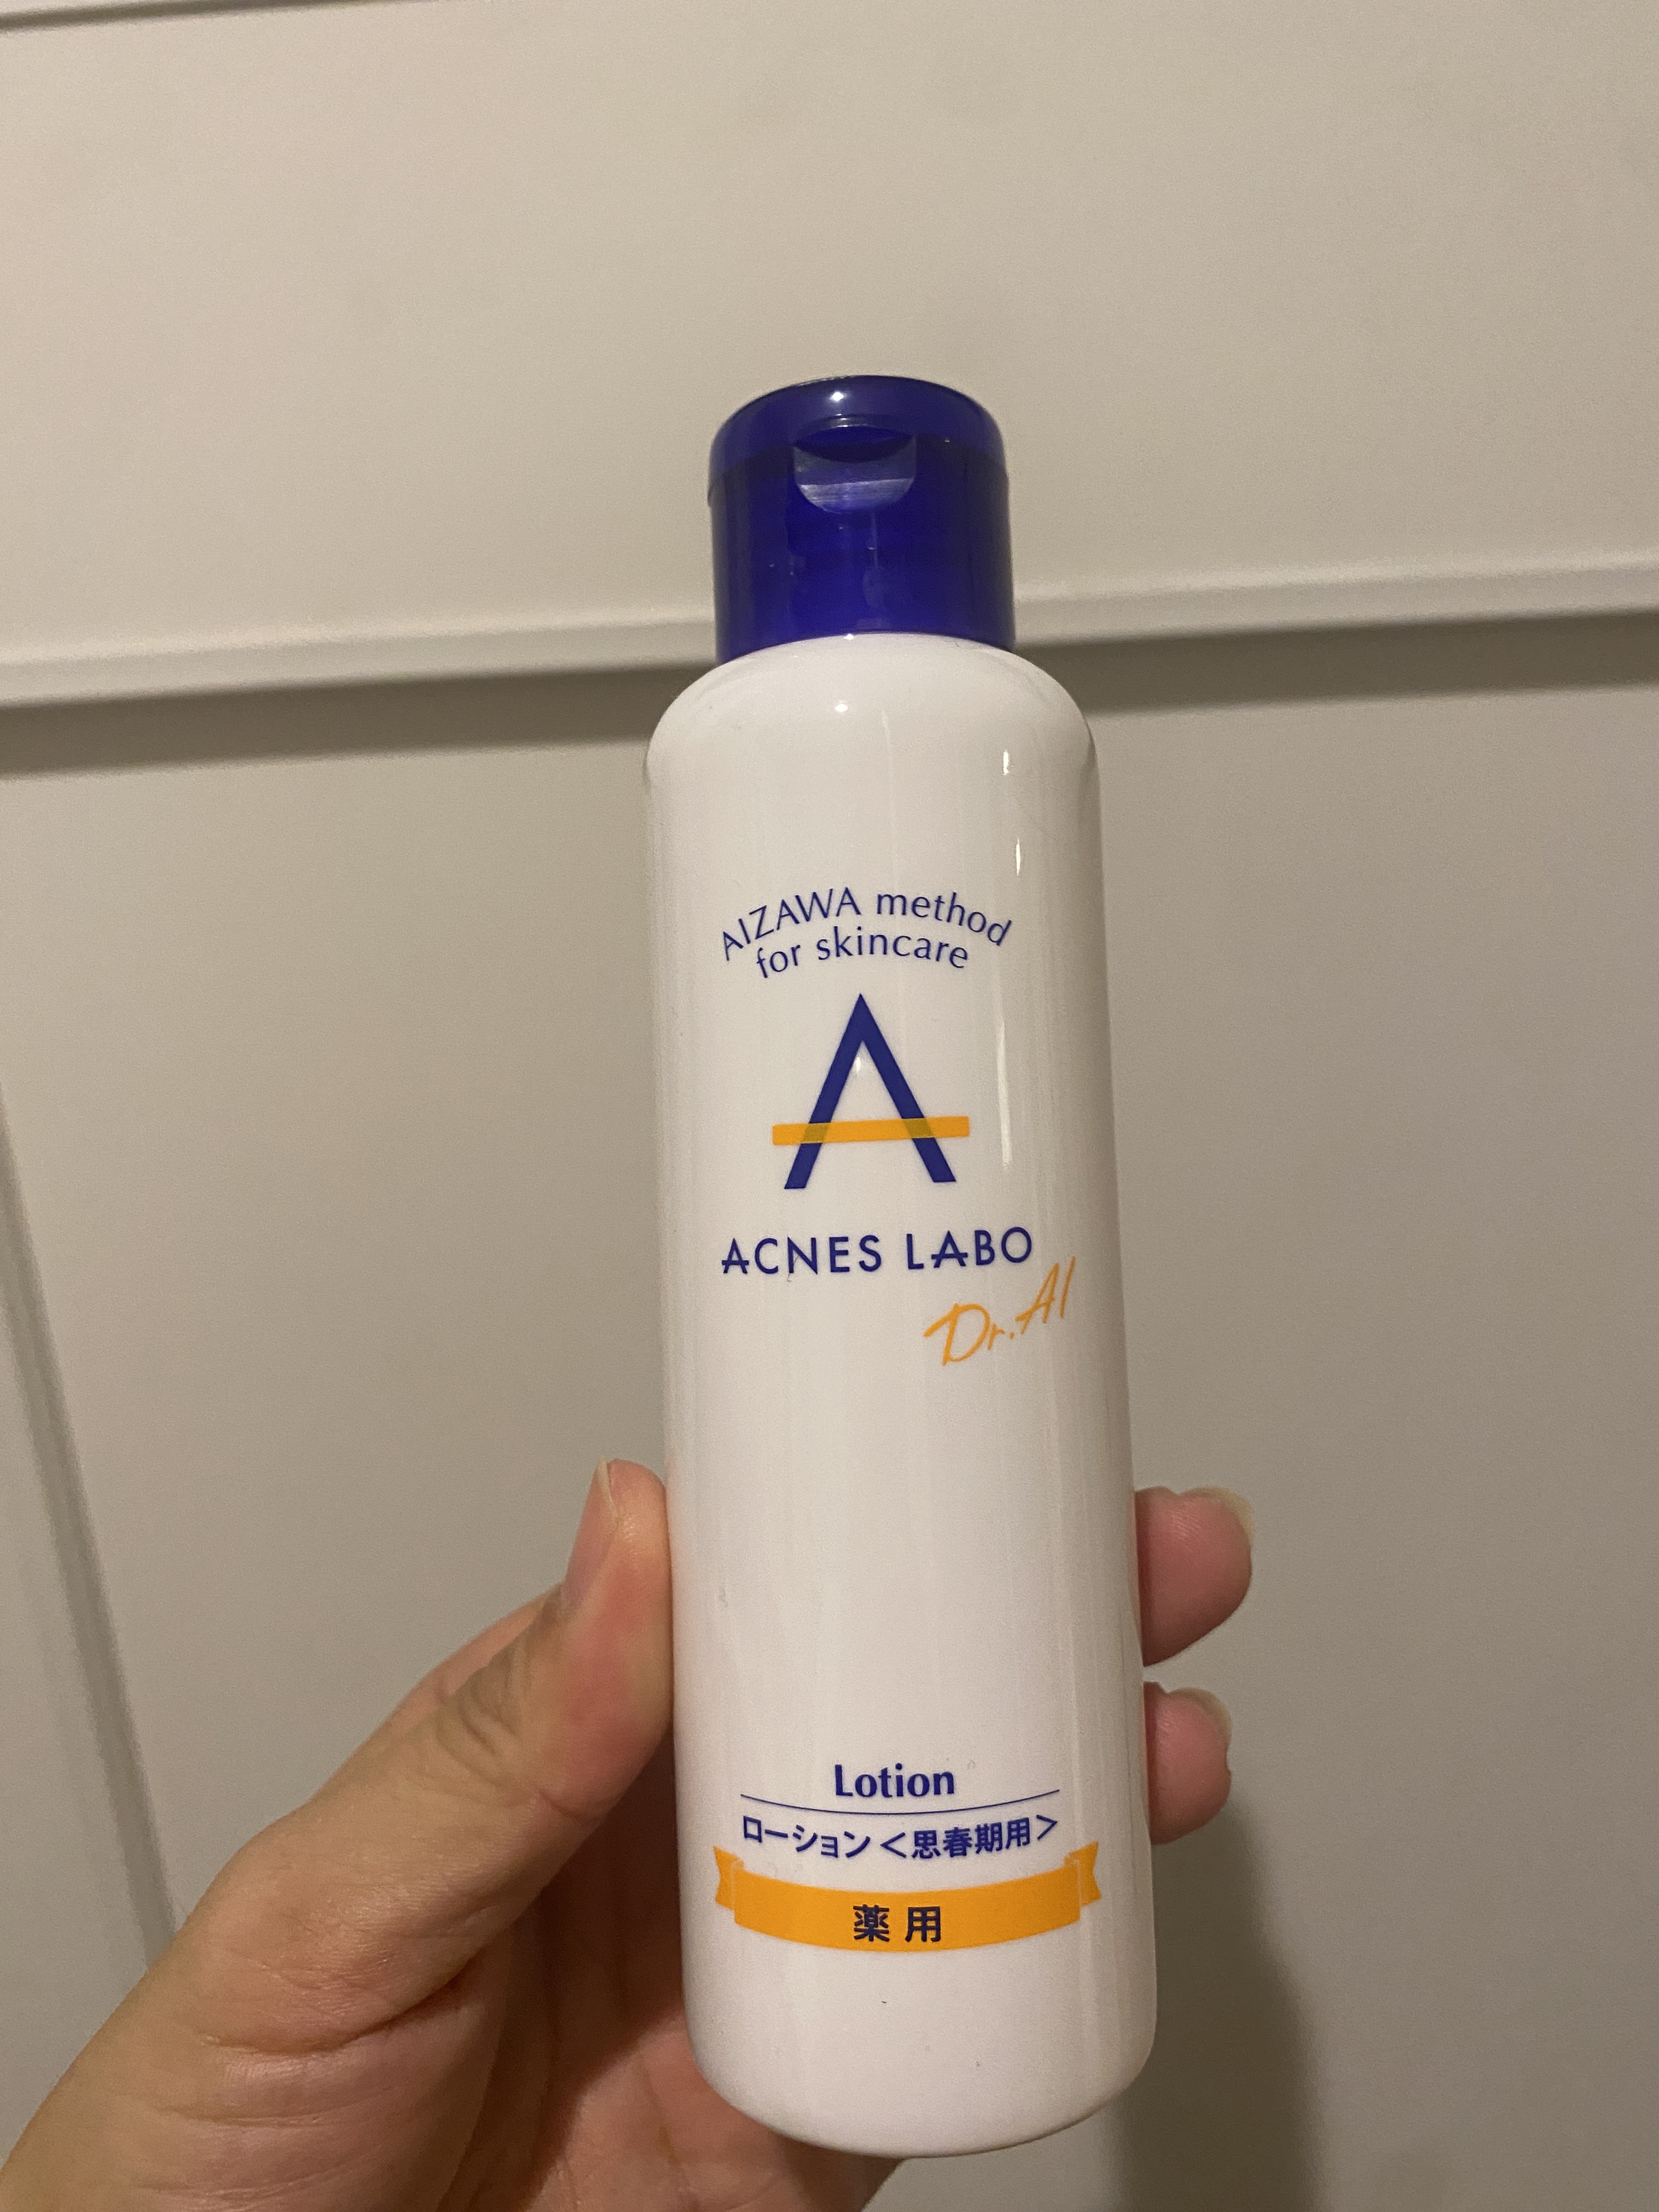 AIZAWA method
for skincare
A
ACNES LABO
Dr.AI
Lotion
ローション＜思春期用＞
薬用